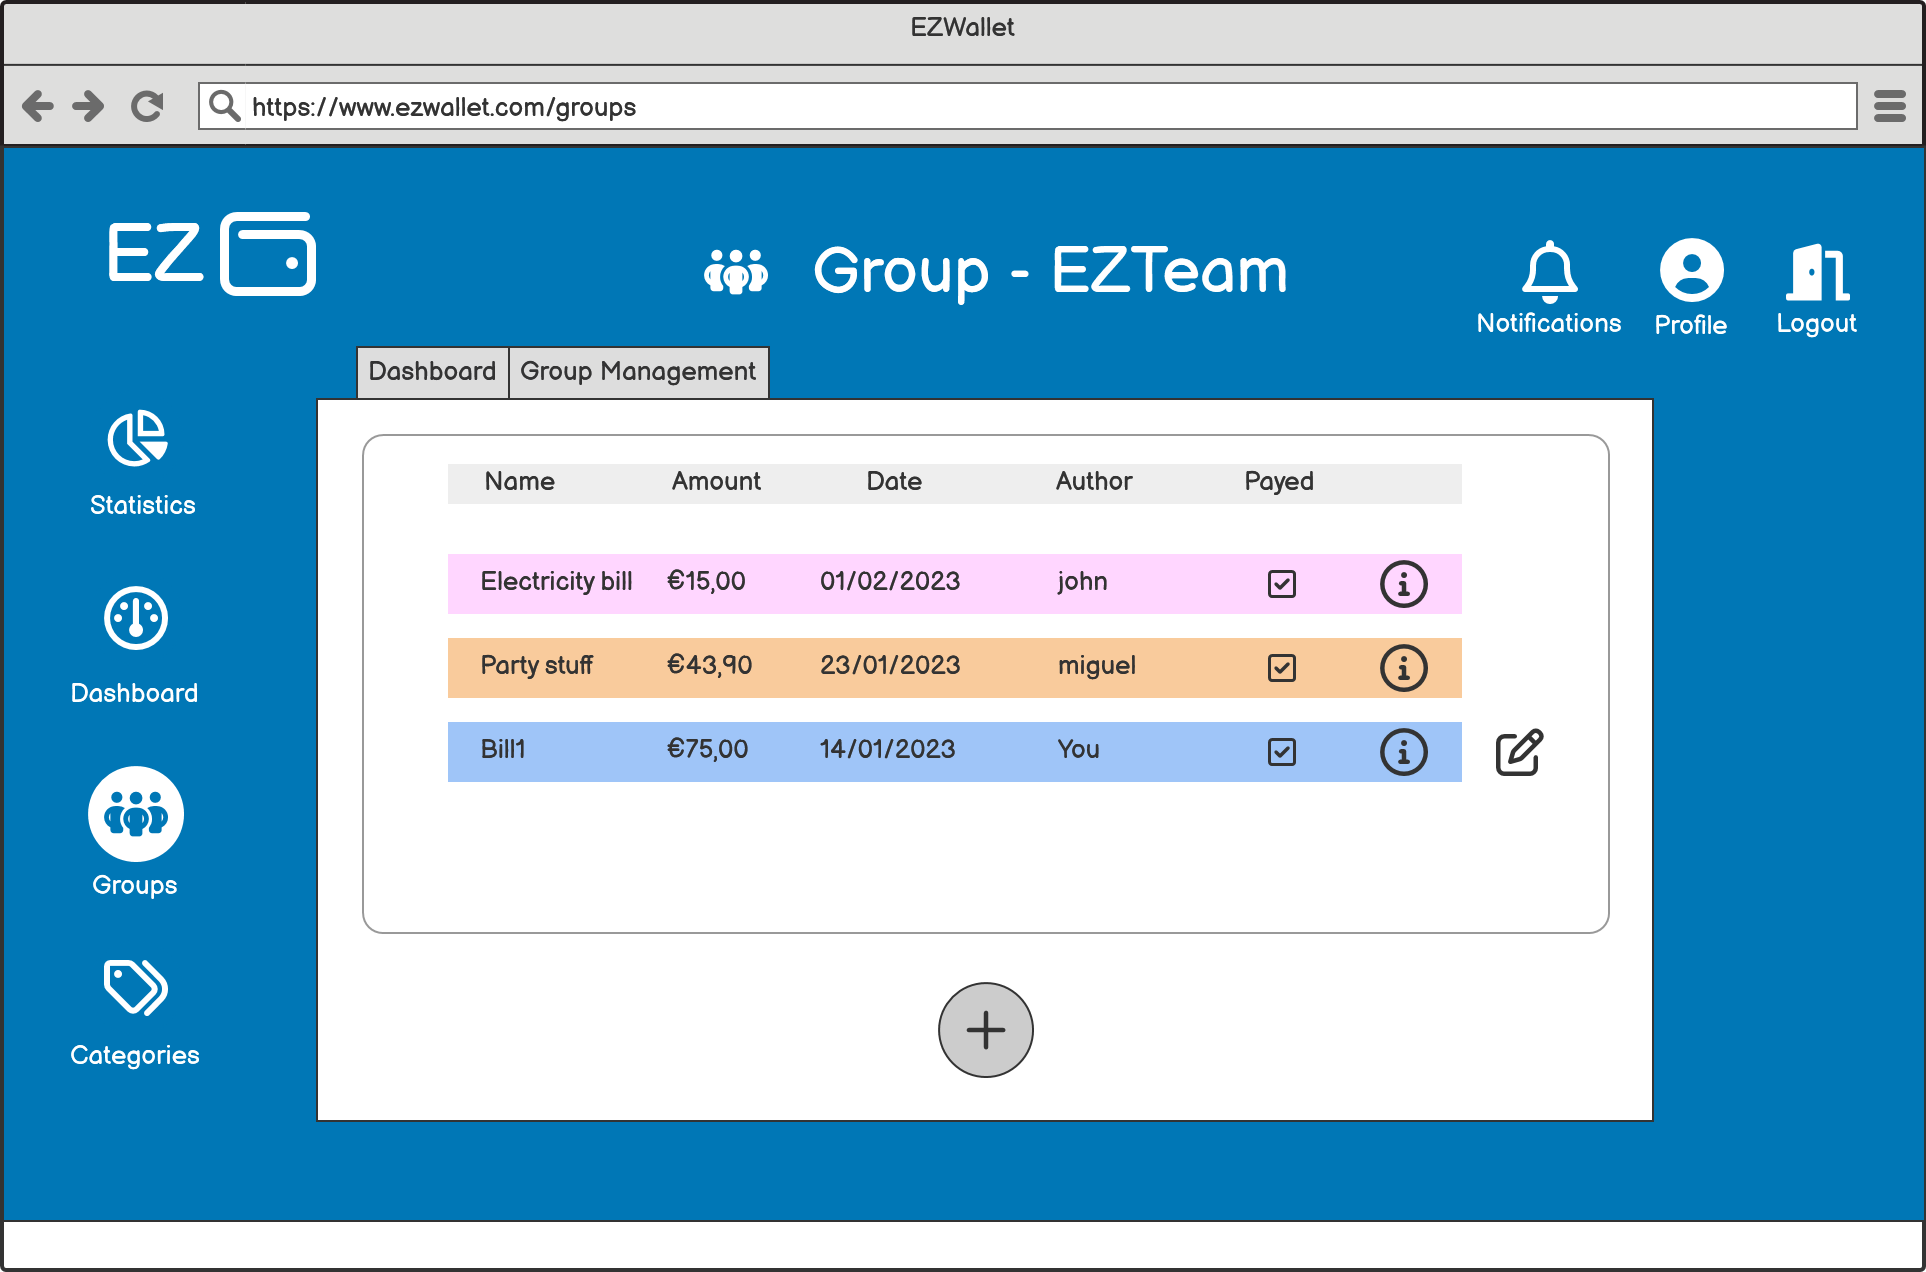 EZWallet
https://www.ezwallet.com/groups
EZ
Group - EZTeam
Notifications
Profile
Logout
Dashboard
Group Management
Statistics
Dashboard
Groups
Categories
Name Amount Date Author Payed
Electricity bill €15,00 01/02/2023 john
Party stuff €43,90 23/01/2023 miguel
Bill1 €75,00 14/01/2023 You